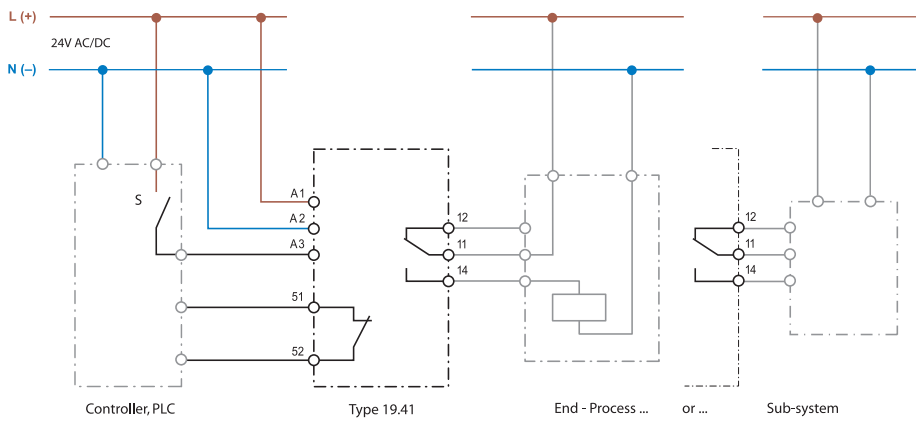 L (+)
24V AC/DC
N (–)
S
A1
A2
A3
51
52
12
11
14
12
11
14
Controller, PLC
Type 19.41
End - Process ...
or ...
Sub-system